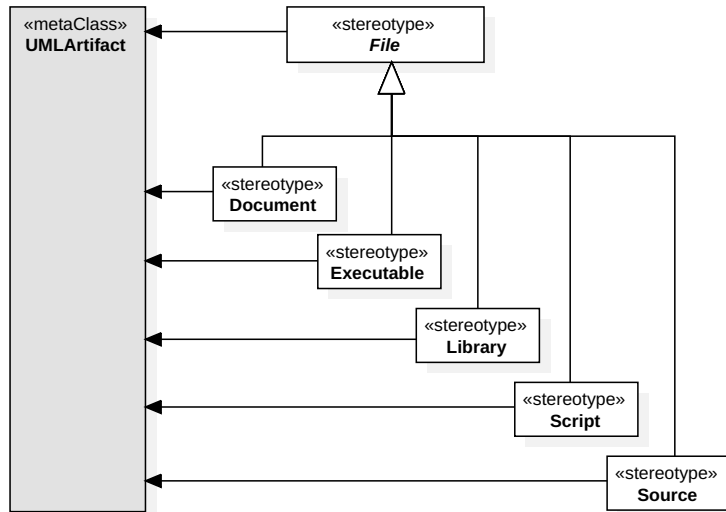 «metaClass»
UMLArtifact
«stereotype»
File
«stereotype»
Document
«stereotype»
Executable
«stereotype»
Library
«stereotype»
Script
«stereotype»
Source